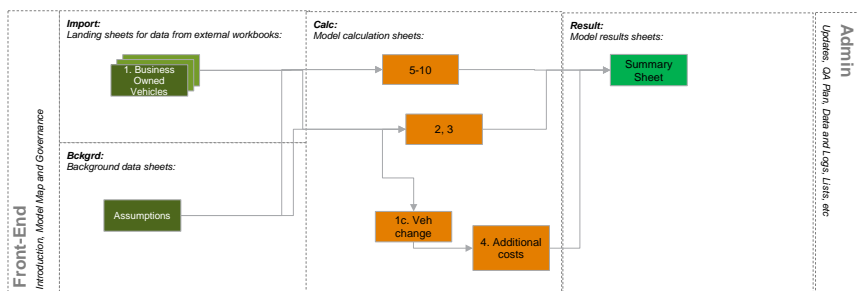 Front-End
Introduction, Model Map and Governance
Import:
Landing sheets for data from external workbooks:
1. Business
Owned
Vehicles
Bckgrd:
Background data sheets:
Assumptions
Calc:
Model calculation sheets:
5-10
2, 3
1c. Veh
change
4. Additional
costs
Result:
Model results sheets:
Summary
Sheet
Admin
Updates, QA Plan, Data and Logs, Lists, etc